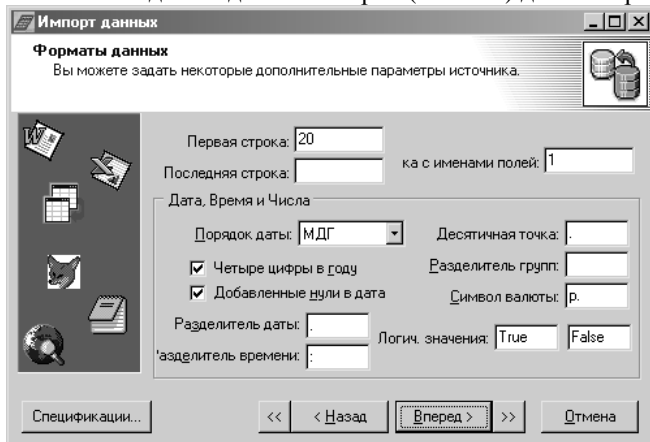 Импорт данны
Форматы данных
Вы можете задать некоторые дополнительные параметры источника.
Первая строка: 20
ка с именами полей: 1
Последняя строка:
Дата, Время и Числа
Порядок даты: МДГ
Десятичная точка: .
Четыре цифры в году
Разделитель групп:
Добавленные нули в дата
Символ валюты: р.
Разделитель даты: .
Логич. значения: True False
'азделитель времени: :
Спецификации... << < Назад Вперед > >> Отмена